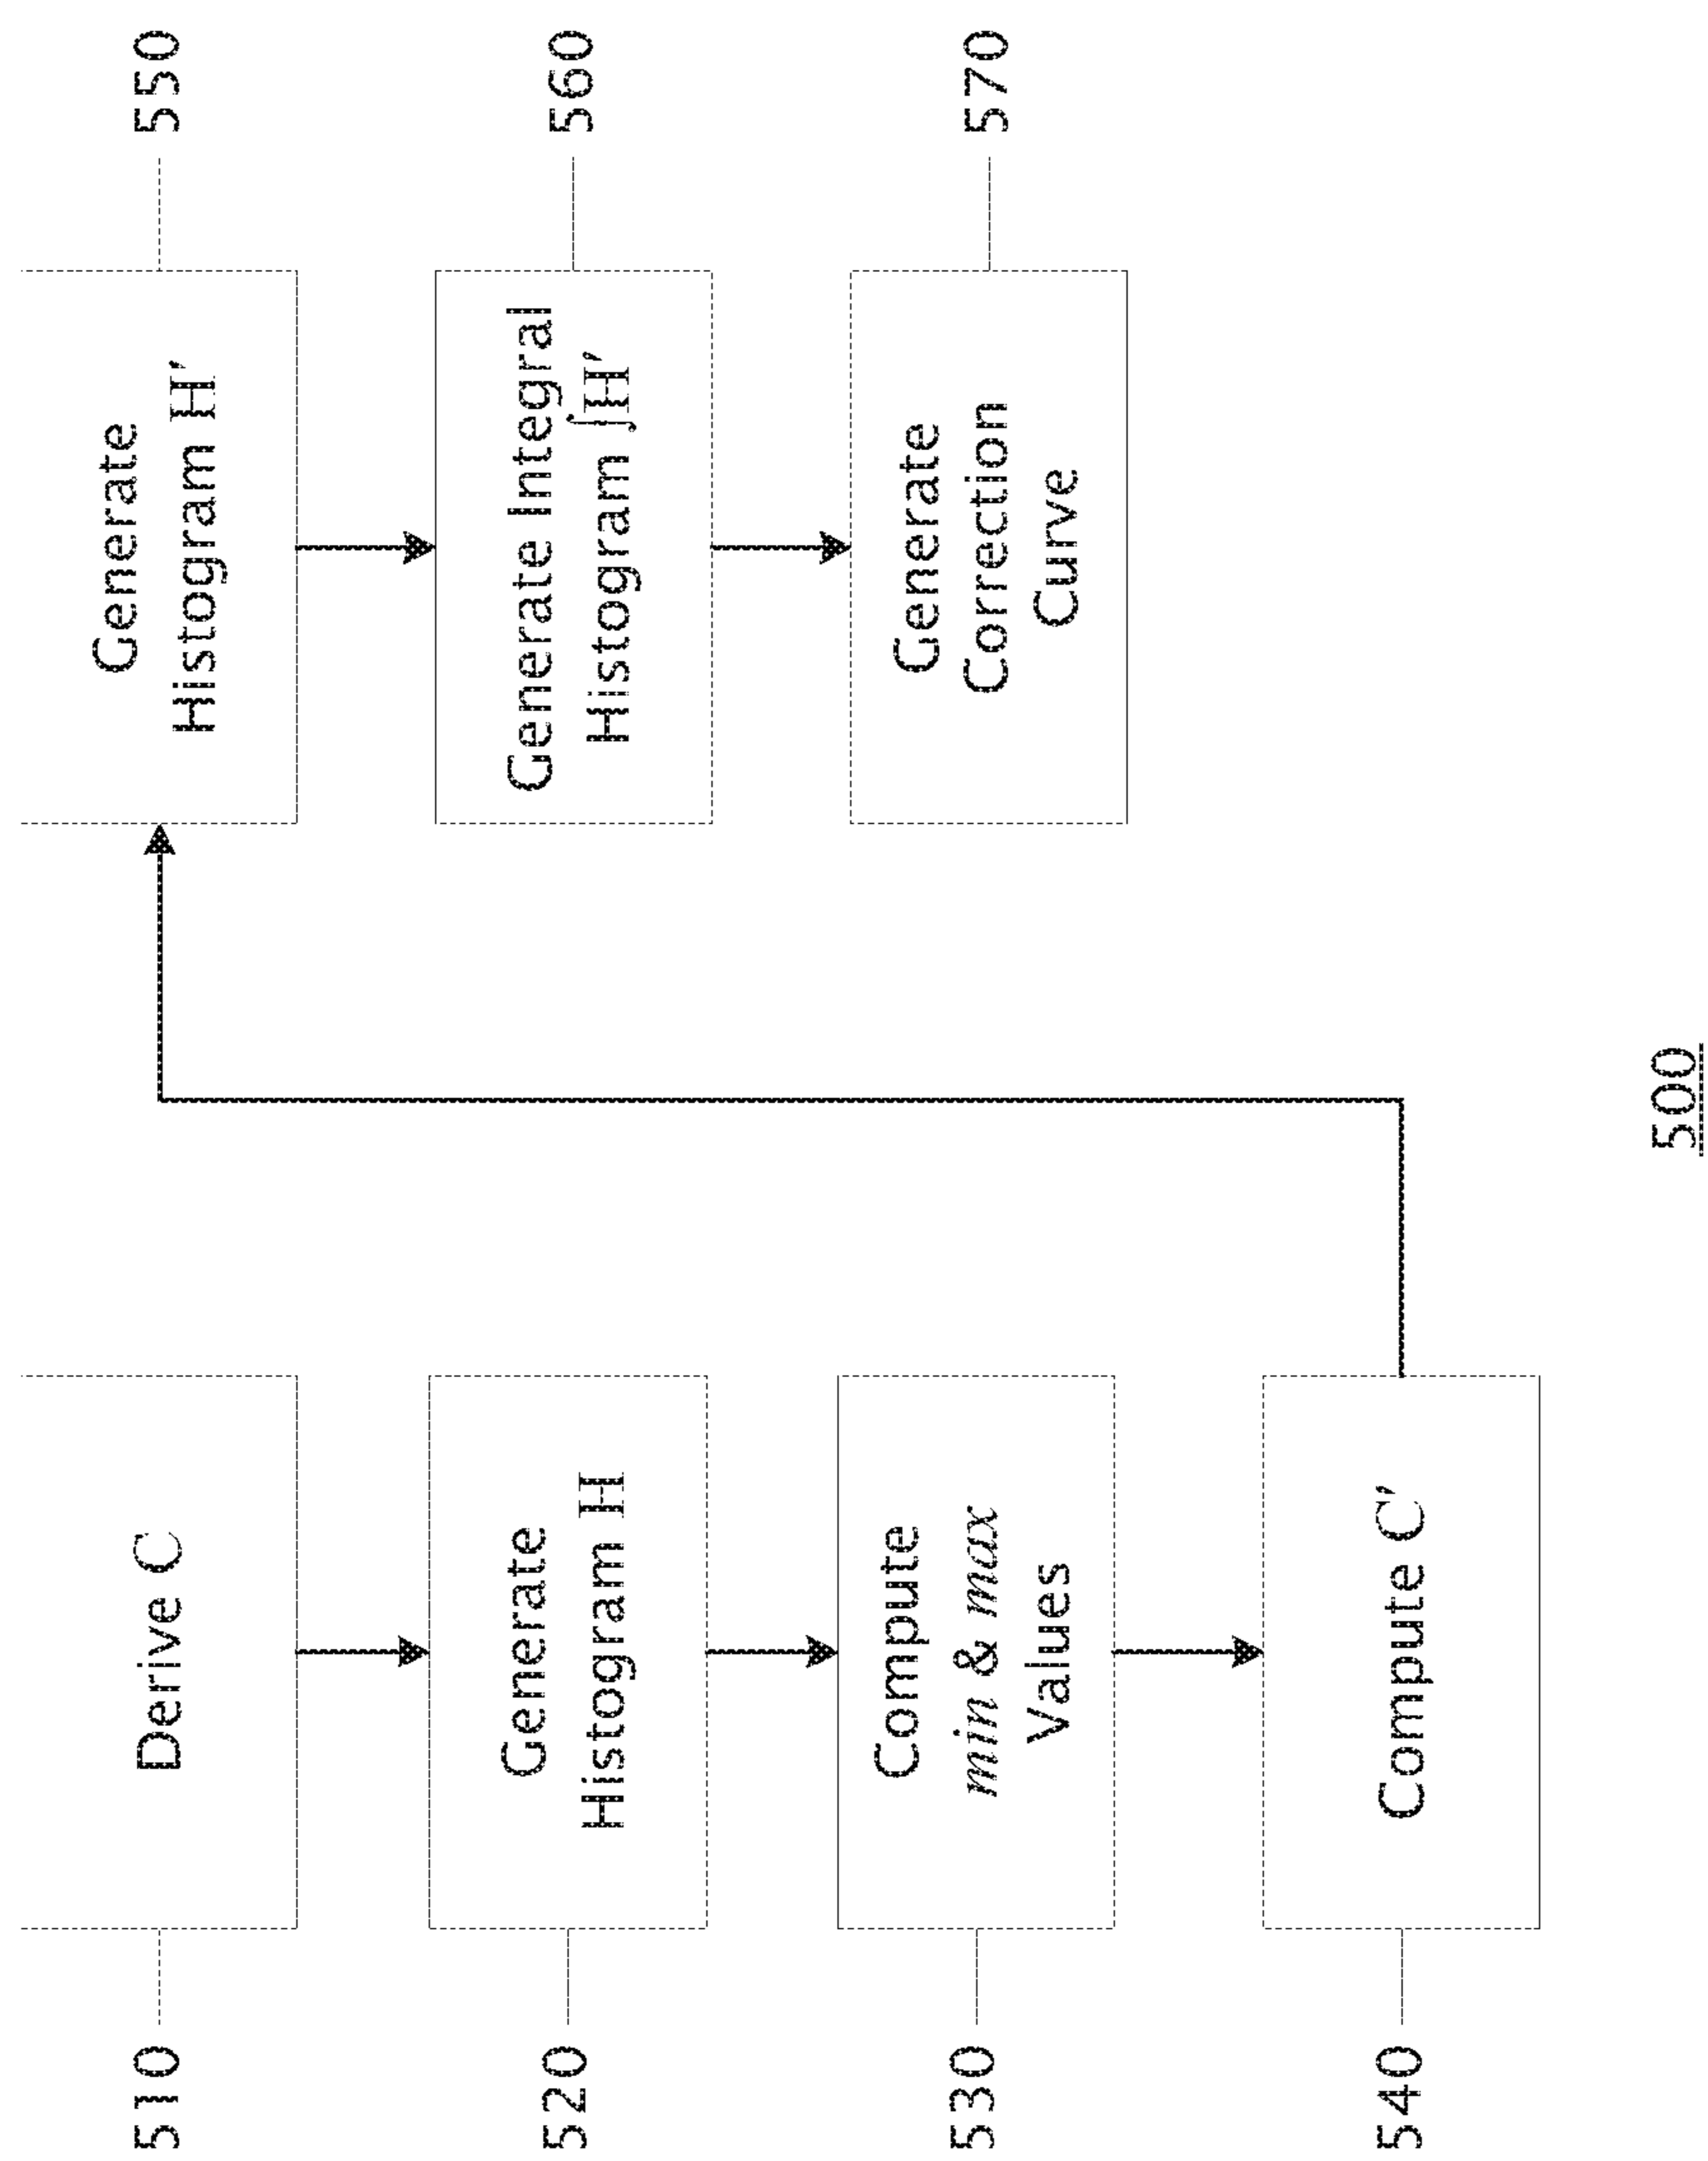 510
Derive C
520
Generate
Histogram H
530
Compute
min & max
Values
540
Compute C′
550
Generate
Histogram H′
560
Generate Integral
Histogram ∫H′
570
Generate
Correction
Curve
500